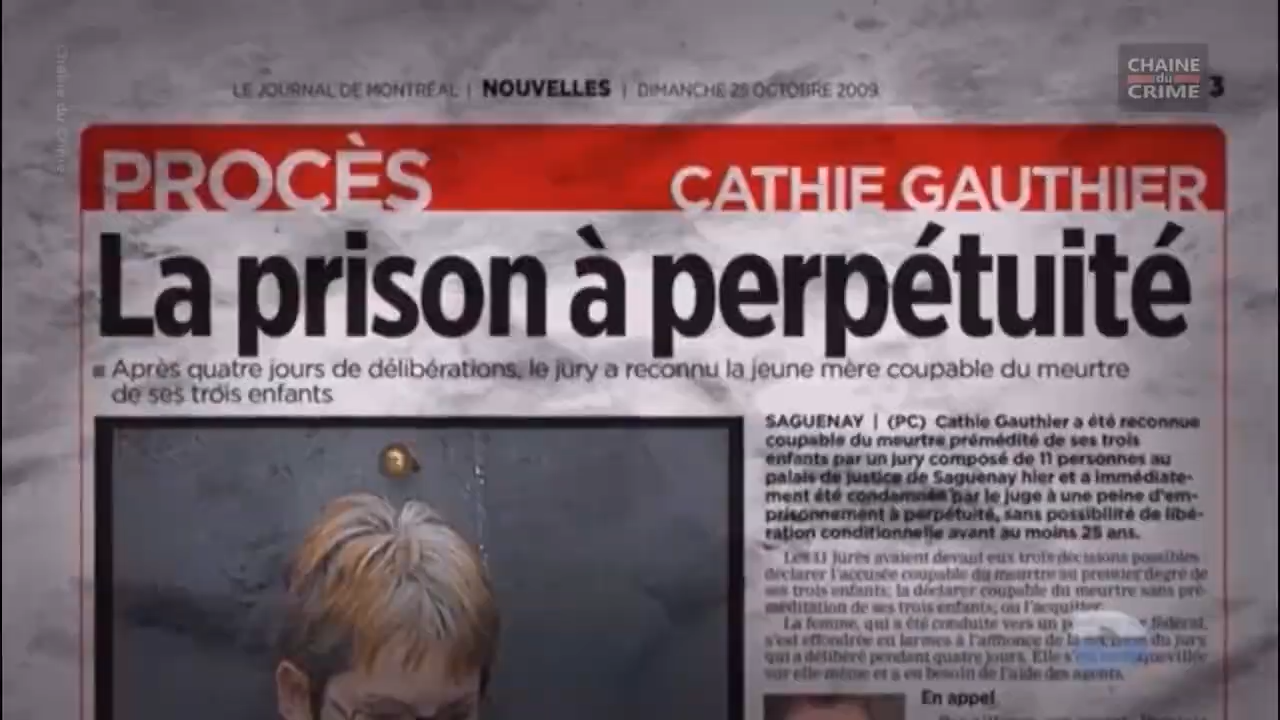 LE JOURNAL DE MONTRÉAL | NOUVELLES | DIMANCHE 25 OCTOBRE 2009
3
CHAINE
du
CRIME
Chaine du Crime
PROCÈS
CATHIE GAUTHIER
La prison à perpétuité
Après quatre jours de délibérations, le jury a reconnu la jeune mère coupable du meurtre
de ses trois enfants
SAGUENAY | (PC) Cathie Gauthier a été reconnue
coupable du meurtre prémédité de ses trois
enfants par un jury composé de 11 personnes au
palais de justice de Saguenay hier et a immédiate-
ment été condamnée par le juge à une peine d'em-
prisonnement à perpétuité, sans possibilité de libé-
ration conditionnelle avant au moins 25 ans.
Les 11 jurés avaient devant eux trois décisions possibles
déclarer l'accusée coupable du meurtre au premier degré de
ses trois enfants; la déclarer coupable du meurtre sans pré-
méditation de ses trois enfants; ou l'acquitter.
La femme, qui a été conduite vers un fédéral,
s'est effondrée en larmes à l'annonce de la du jury
qui a délibéré pendant quatre jours. Elle
sur elle même et a eu besoin de l'aide des agents.
En appel